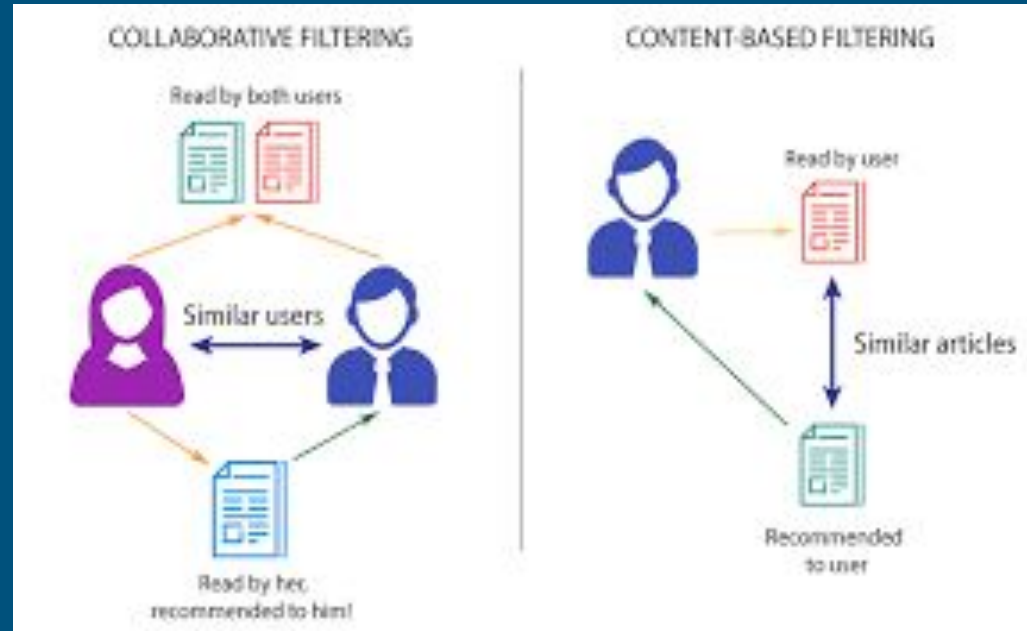 COLLABORATIVE FILTERING
Read by both users
Similar users
Read by her,
recommended to him!
CONTENT-BASED FILTERING
Read by user
Similar articles
Recommended
to user